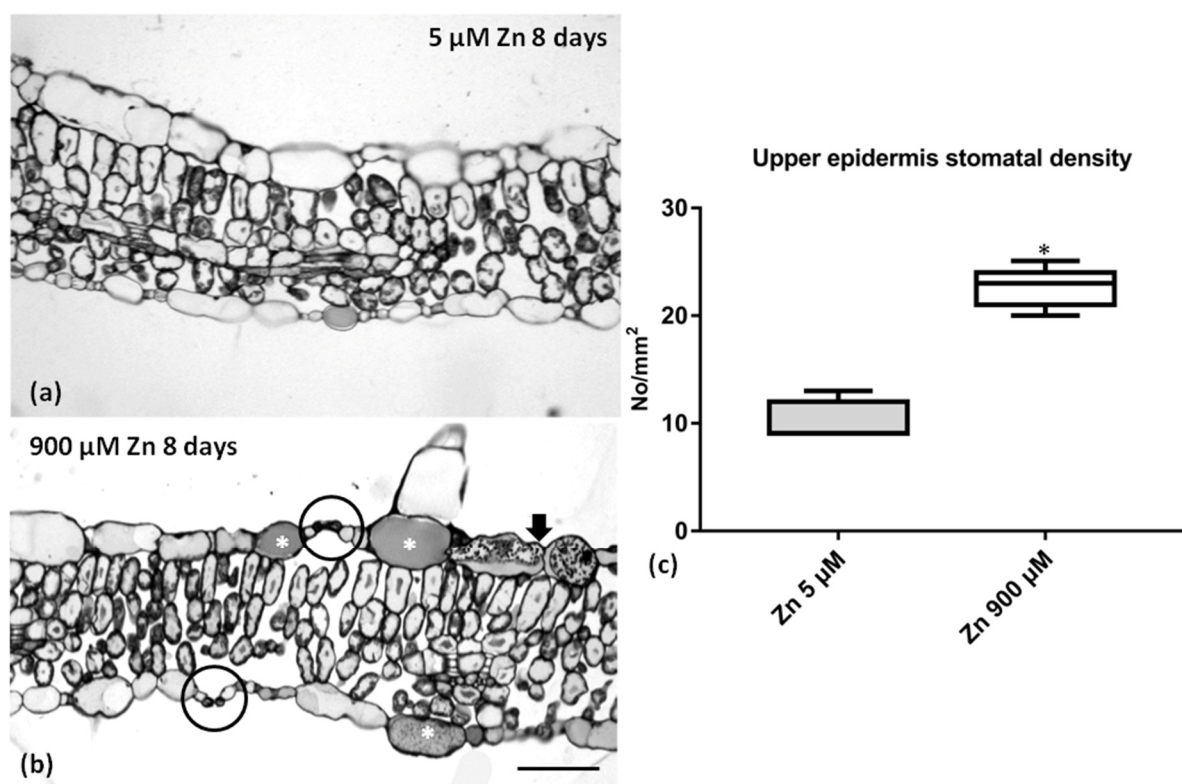 5 µM Zn 8 days
(a)
900 µM Zn 8 days
*
*
*
(b)
Upper epidermis stomatal density
No/mm²
30
20
10
0
*
Zn 5 µM
Zn 900 µM
(c)